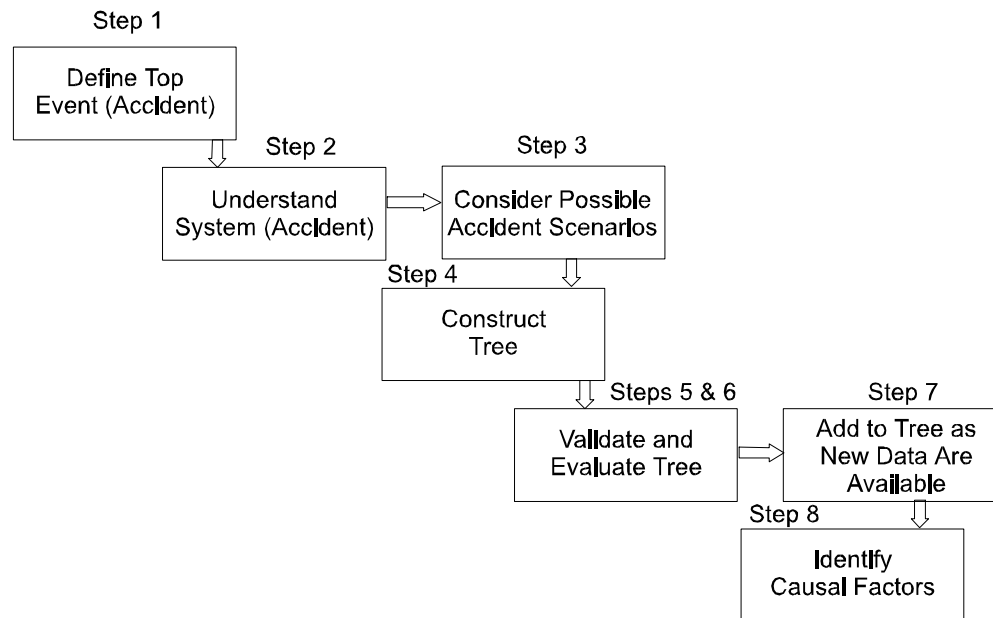 Step 1
Define Top
Event (Accident)
Step 2
Understand
System (Accident)
Step 3
Consider Possible
Accident Scenarios
Step 4
Construct
Tree
Steps 5 & 6
Validate and
Evaluate Tree
Step 7
Add to Tree as
New Data Are
Available
Step 8
Identify
Causal Factors